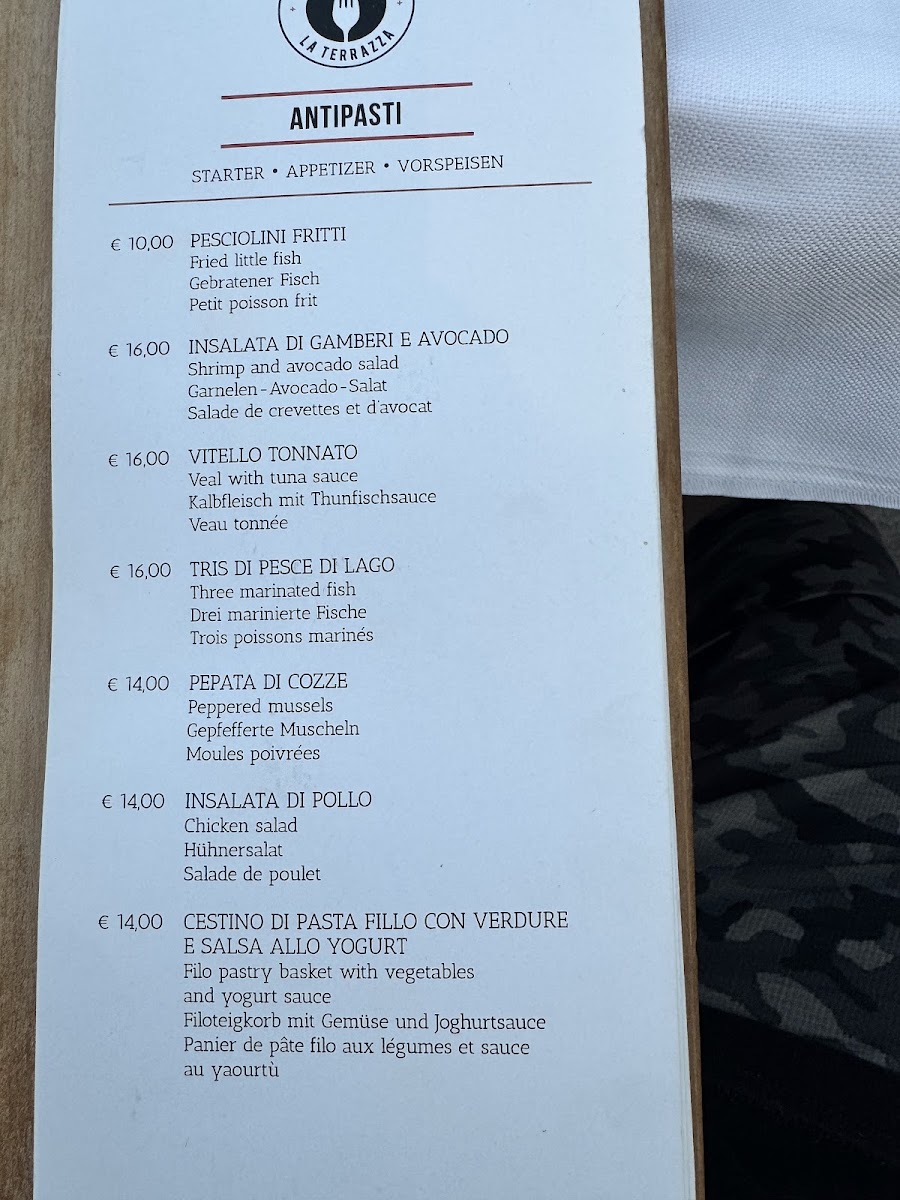 LA TERRAZZA
ANTIPASTI
STARTER • APPETIZER • VORSPEISEN
€ 10,00 PESCIOLINI FRITTI
Fried little fish
Gebratener Fisch
Petit poisson frit
€ 16,00 INSALATA DI GAMBERI E AVOCADO
Shrimp and avocado salad
Garnelen-Avocado-Salat
Salade de crevettes et d'avocat
€ 16,00 VITELLO TONNATO
Veal with tuna sauce
Kalbfleisch mit Thunfischsauce
Veau tonnée
€ 16,00 TRIS DI PESCE DI LAGO
Three marinated fish
Drei marinierte Fische
Trois poissons marinés
€ 14,00 PEPATA DI COZZE
Peppered mussels
Gepfefferte Muscheln
Moules poivrées
€ 14,00 INSALATA DI POLLO
Chicken salad
Hühnersalat
Salade de poulet
€ 14,00 CESTINO DI PASTA FILLO CON VERDURE
E SALSA ALLO YOGURT
Filo pastry basket with vegetables
and yogurt sauce
Filoteigkorb mit Gemüse und Joghurtsauce
Panier de pâte filo aux légumes et sauce
au yaourtù